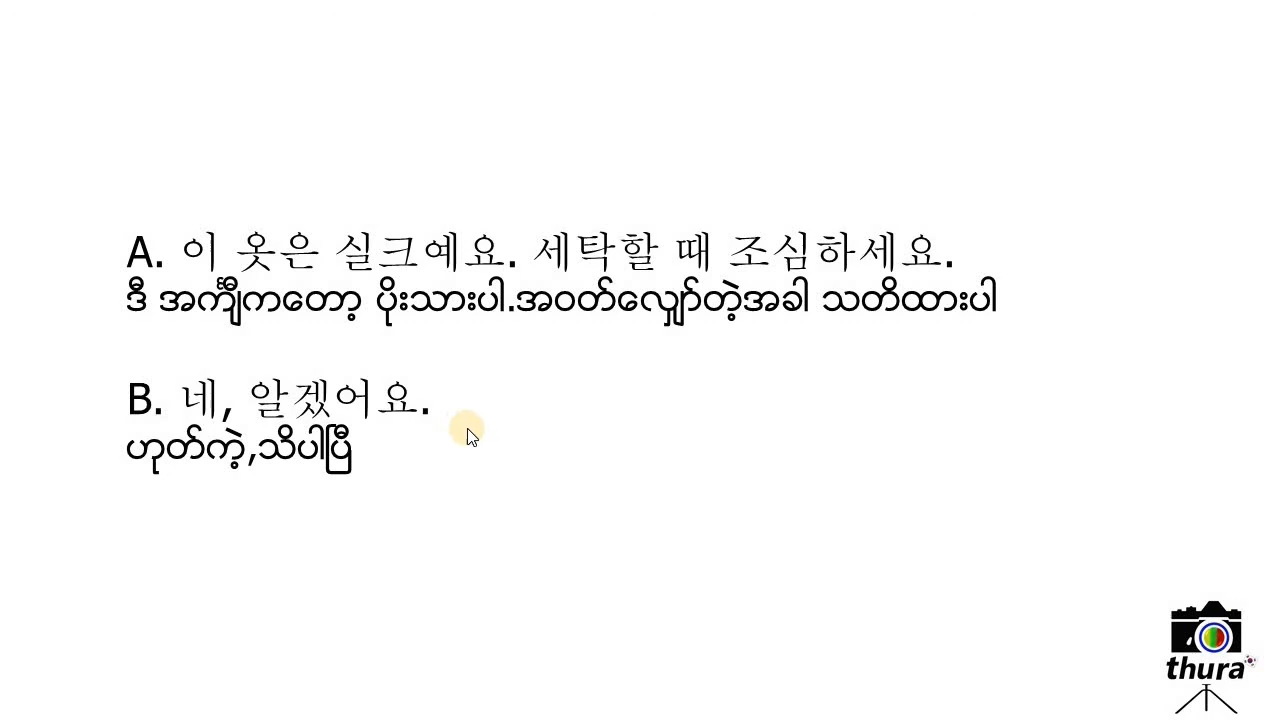 A. 이 옷은 실크예요. 세탁할 때 조심하세요.
ဒီ အင်္ကျီကတော့ ပိုးသားပါ.အဝတ်လျှော်တဲ့အခါ သတိထားပါ
B. 네, 알겠어요.
ဟုတ်ကဲ့,သိပါပြီ
thura